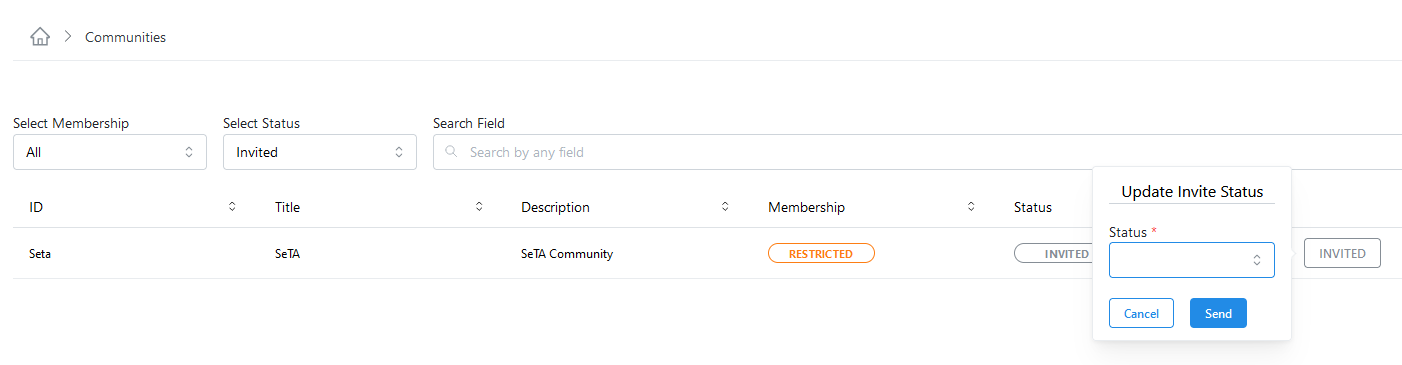 Communities
Select Membership Select Status Search Field
All Invited Search by any field
Update Invite Status
ID Title Description Membership Status
Status *
Seta SeTA SeTA Community RESTRICTED INVITED INVITED
Cancel Send